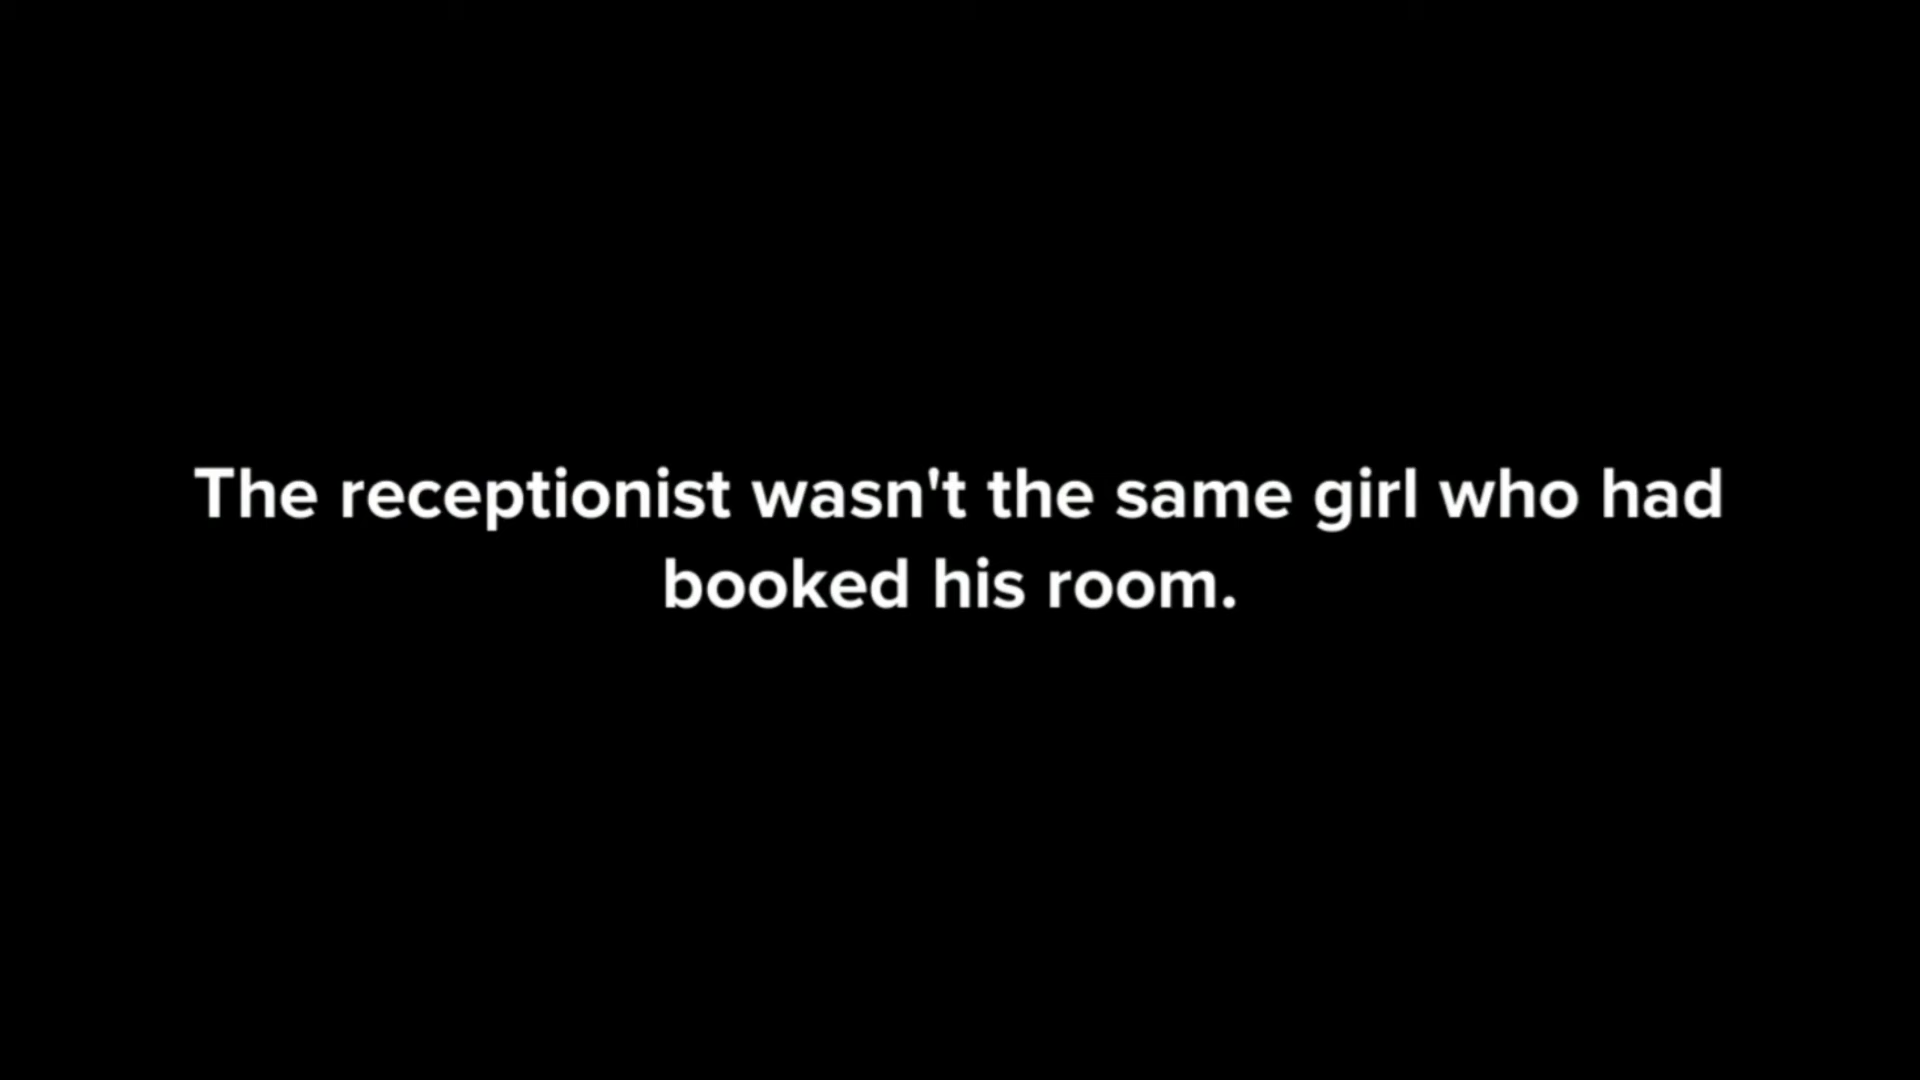 The receptionist wasn't the same girl who had
booked his room.